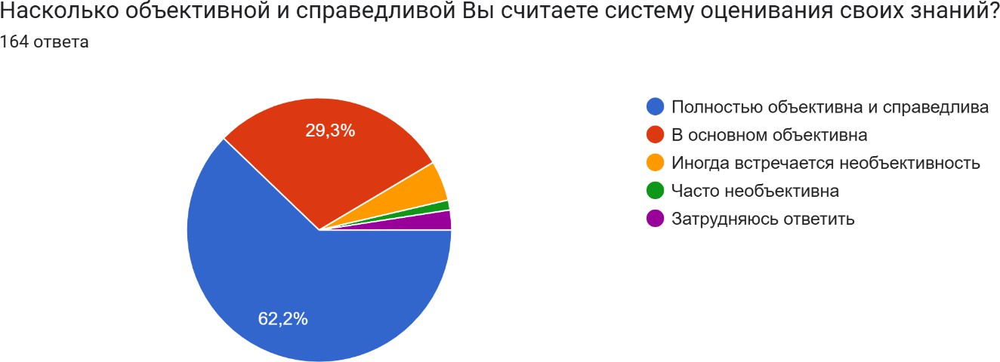 Насколько объективной и справедливой Вы считаете систему оценивания своих знаний?
164 ответа
29,3%
62,2%
Полностью объективна и справедлива
В основном объективна
Иногда встречается необъективность
Часто необъективна
Затрудняюсь ответить